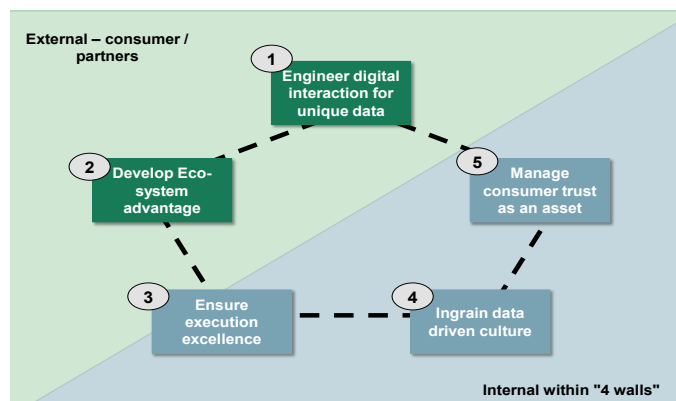 External – consumer /
partners
1
Engineer digital
interaction for
unique data
2
Develop Eco-
system
advantage
5
Manage
consumer trust
as an asset
3
Ensure
execution
excellence
4
Ingrain data
driven culture
Internal within "4 walls"